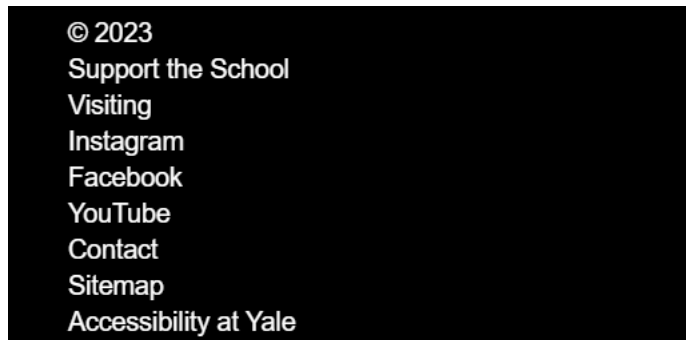 © 2023
Support the School
Visiting
Instagram
Facebook
YouTube
Contact
Sitemap
Accessibility at Yale